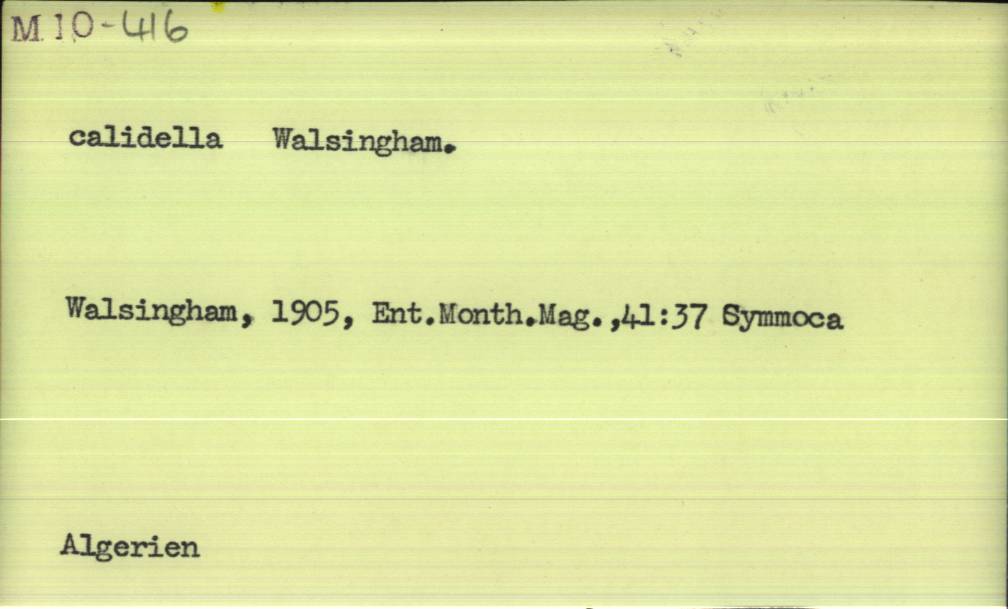 M 10-416
calidella Walsingham.
Walsingham, 1905, Ent.Month.Mag.,41:37 Symmoca
Algerien